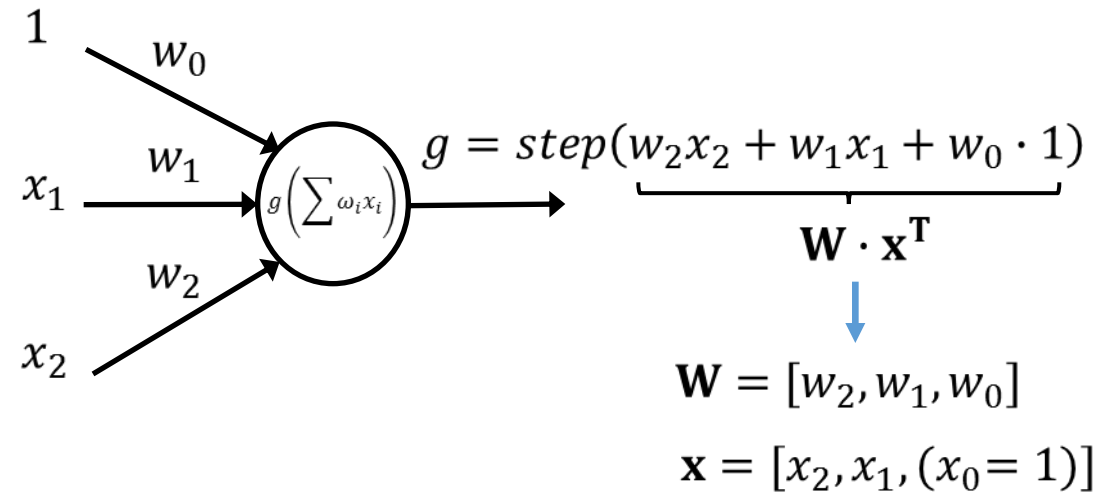 1
w₀
w₁
x₁
w₂
x₂
g(∑ωᵢxᵢ)
g = step(w₂x₂ + w₁x₁ + w₀ · 1)
𝐖 · 𝐱ᵀ
𝐖 = [w₂, w₁, w₀]
𝐱 = [x₂, x₁, (x₀= 1)]